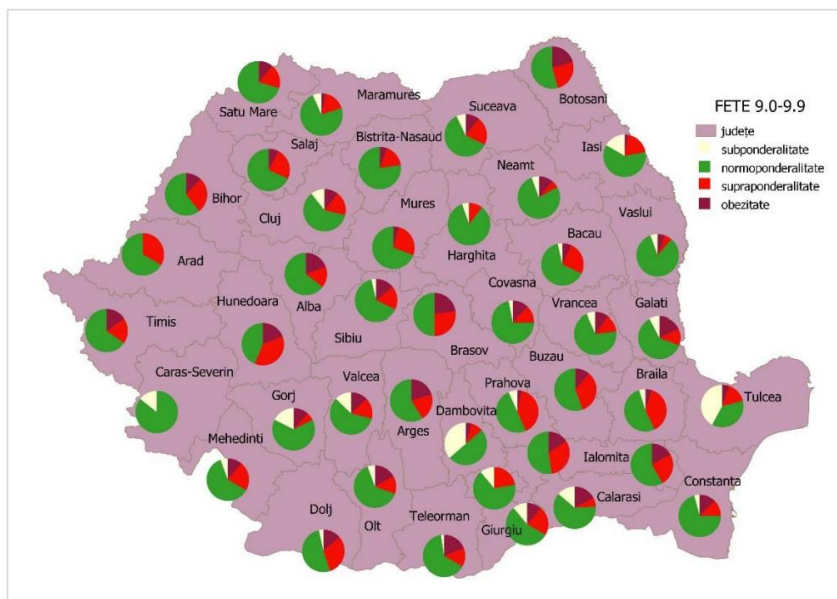 FETE 9.0-9.9
județe
subponderalitate
normoponderalitate
supraponderalitate
obezitate
Satu Mare
Maramures
Botosani
Suceava
Salaj
Bistrita-Nasaud
Iasi
Neamt
Bihor
Cluj
Mures
Vaslui
Bacau
Harghita
Arad
Covasna
Hunedoara
Alba
Vrancea
Galati
Timis
Sibiu
Brasov
Buzau
Caras-Severin
Valcea
Prahova
Braila
Tulcea
Gorj
Dambovita
Arges
Mehedinti
Ialomita
Constanta
Calarasi
Dolj
Olt
Teleorman
Giurgiu